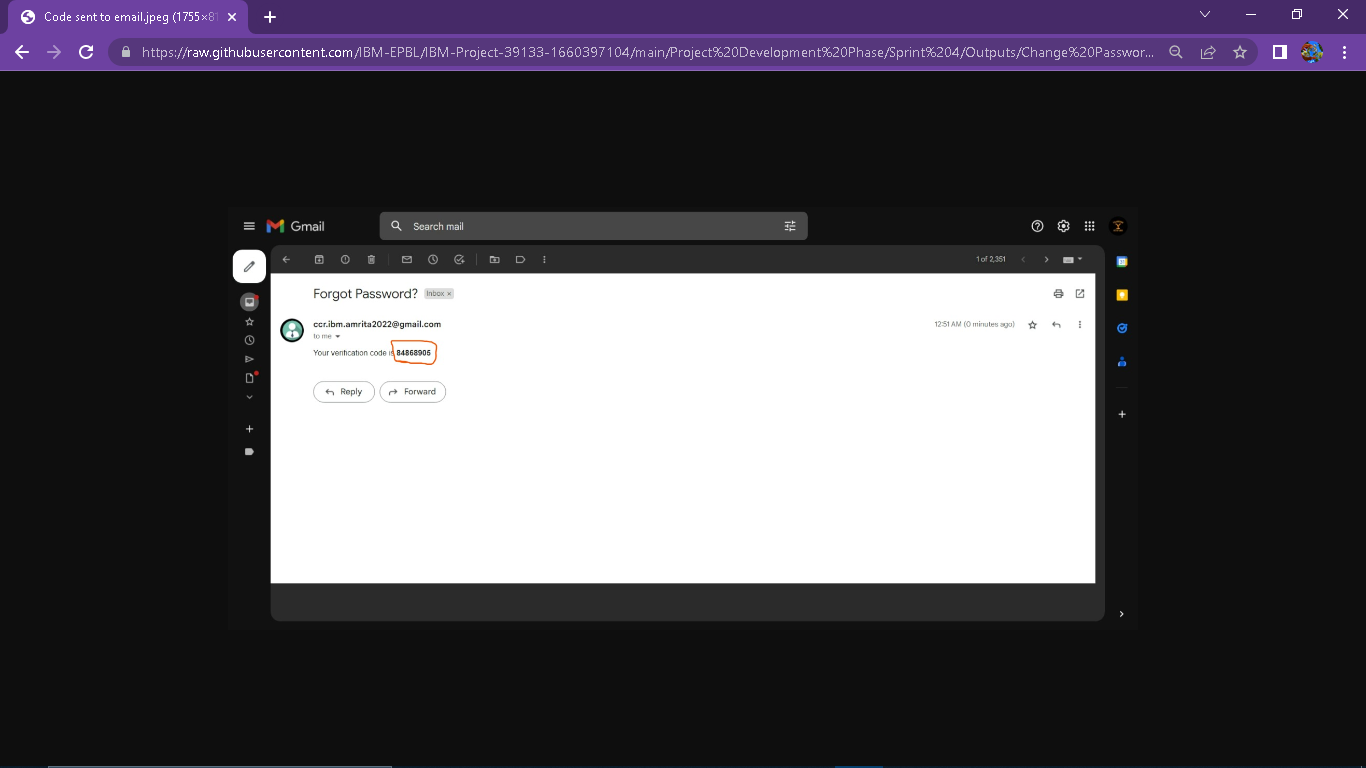 Code sent to email.jpeg (1755×81
https://raw.githubusercontent.com/IBM-EPBL/IBM-Project-39133-1660397104/main/Project%20Development%20Phase/Sprint%204/Outputs/Change%20Passwor...
Gmail
Search mail
1 of 2,351
Forgot Password?
Inbox ×
ccr.ibm.amrita2022@gmail.com
12:51 AM (0 minutes ago)
to me
Your verification code is 84868905
Reply
Forward